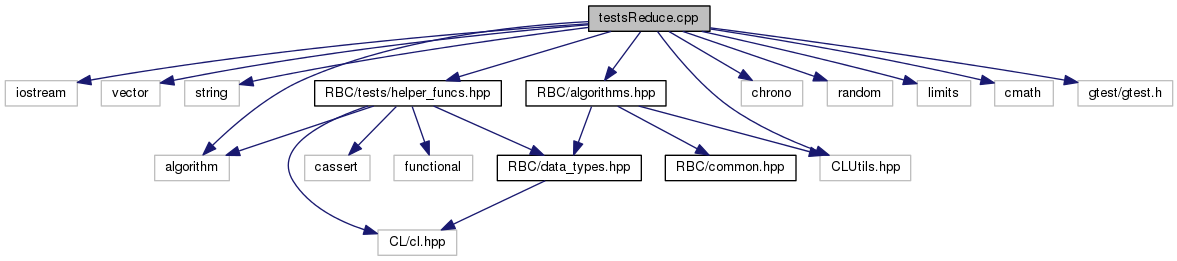 testsReduce.cpp
iostream
vector
string
RBC/tests/helper_funcs.hpp
RBC/algorithms.hpp
chrono
random
limits
cmath
gtest/gtest.h
algorithm
cassert
functional
RBC/data_types.hpp
RBC/common.hpp
CLUtils.hpp
CL/cl.hpp